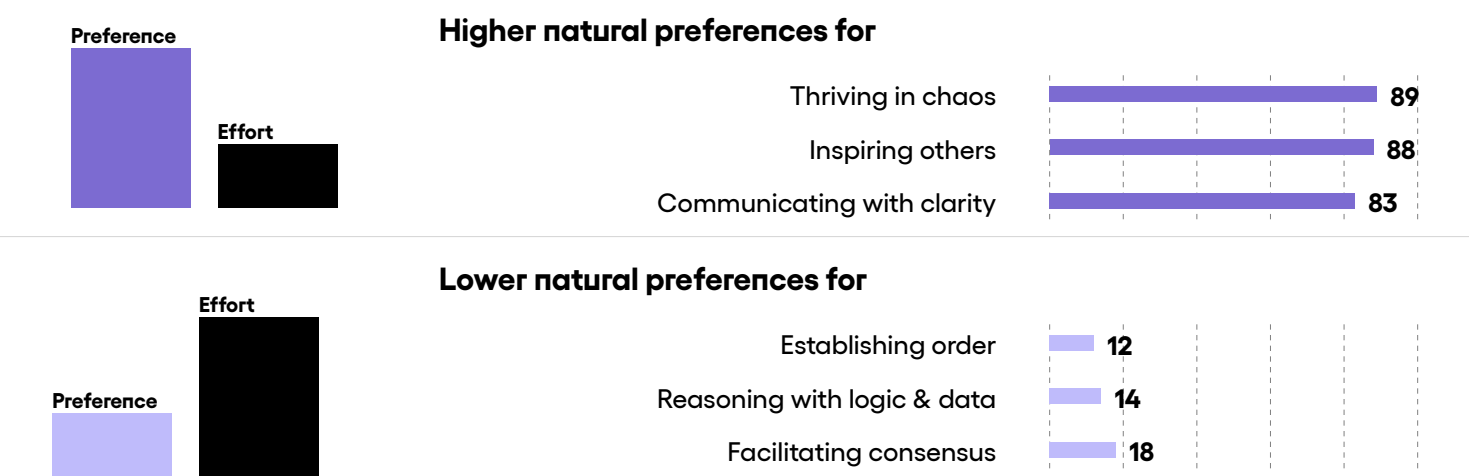 Preference
Effort
Higher natural preferences for
Thriving in chaos 89
Inspiring others 88
Communicating with clarity 83
Effort
Preference
Lower natural preferences for
Establishing order 12
Reasoning with logic & data 14
Facilitating consensus 18